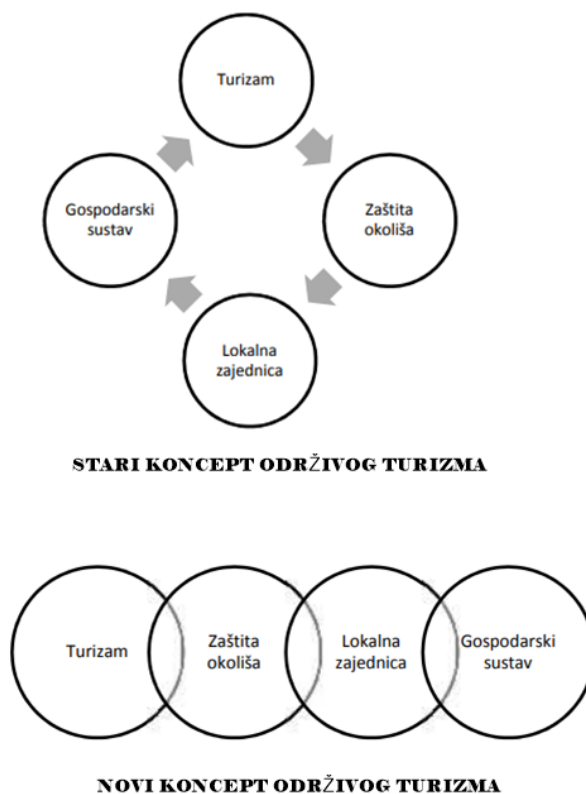 Turizam
Gospodarski
sustav
Zaštita
okoliša
Lokalna
zajednica
STARI KONCEPT ODRŽIVOG TURIZMA
Turizam
Zaštita
okoliša
Lokalna
zajednica
Gospodarski
sustav
NOVI KONCEPT ODRŽIVOG TURIZMA